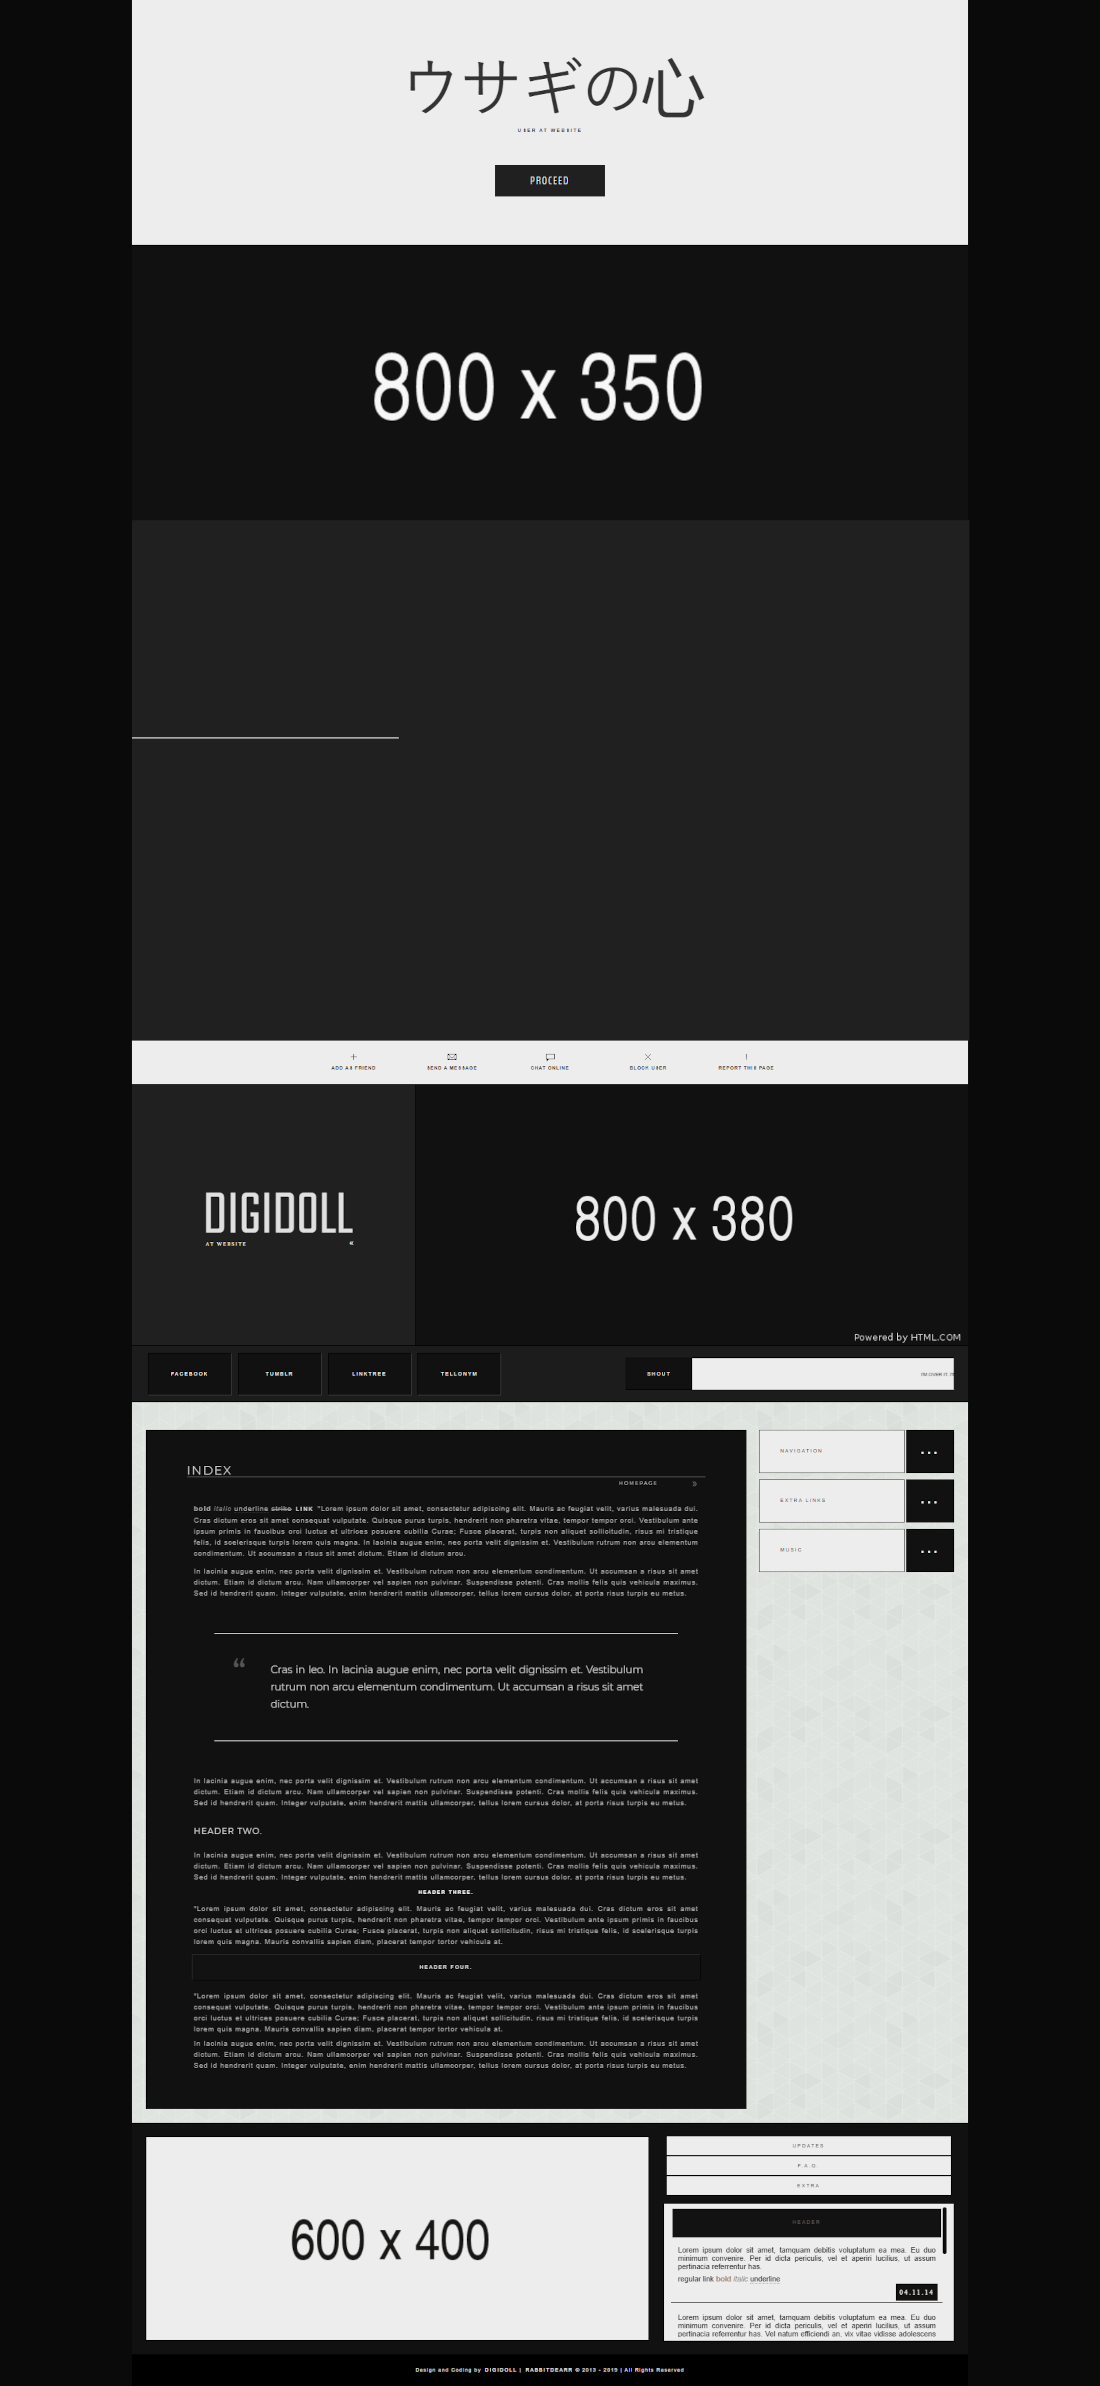 ウサギの心
USER AT WEBSITE
PROCEED
800 x 350
ADD AS FRIEND
SEND A MESSAGE
CHAT ONLINE
BLOCK USER
REPORT THIS PAGE
DIGIDOLL
AT WEBSITE «
800 x 380
Powered by HTML.COM
FACEBOOK
TUMBLR
LINKTREE
TELLONYM
SHOUT
I'M OVER IT.
INDEX
HOMEPAGE »
bold italic underline strike LINK "Lorem ipsum dolor sit amet, consectetur adipiscing elit. Mauris ac feugiat velit, varius malesuada dui.
Cras dictum eros sit amet consequat vulputate. Quisque purus turpis, hendrerit non pharetra vitae, tempor tempor orci. Vestibulum ante
ipsum primis in faucibus orci luctus et ultrices posuere cubilia Curae; Fusce placerat, turpis non aliquet sollicitudin, risus mi tristique
felis, id scelerisque turpis lorem quis magna. In lacinia augue enim, nec porta velit dignissim et. Vestibulum rutrum non arcu elementum
condimentum. Ut accumsan a risus sit amet dictum. Etiam id dictum arcu.
In lacinia augue enim, nec porta velit dignissim et. Vestibulum rutrum non arcu elementum condimentum. Ut accumsan a risus sit amet
dictum. Etiam id dictum arcu. Nam ullamcorper vel sapien non pulvinar. Suspendisse potenti. Cras mollis felis quis vehicula maximus.
Sed id hendrerit quam. Integer vulputate, enim hendrerit mattis ullamcorper, tellus lorem cursus dolor, at porta risus turpis eu metus.
“ Cras in leo. In lacinia augue enim, nec porta velit dignissim et. Vestibulum
rutrum non arcu elementum condimentum. Ut accumsan a risus sit amet
dictum.
In lacinia augue enim, nec porta velit dignissim et. Vestibulum rutrum non arcu elementum condimentum. Ut accumsan a risus sit amet
dictum. Etiam id dictum arcu. Nam ullamcorper vel sapien non pulvinar. Suspendisse potenti. Cras mollis felis quis vehicula maximus.
Sed id hendrerit quam. Integer vulputate, enim hendrerit mattis ullamcorper, tellus lorem cursus dolor, at porta risus turpis eu metus.
HEADER TWO.
In lacinia augue enim, nec porta velit dignissim et. Vestibulum rutrum non arcu elementum condimentum. Ut accumsan a risus sit amet
dictum. Etiam id dictum arcu. Nam ullamcorper vel sapien non pulvinar. Suspendisse potenti. Cras mollis felis quis vehicula maximus.
Sed id hendrerit quam. Integer vulputate, enim hendrerit mattis ullamcorper, tellus lorem cursus dolor, at porta risus turpis eu metus.
HEADER THREE.
"Lorem ipsum dolor sit amet, consectetur adipiscing elit. Mauris ac feugiat velit, varius malesuada dui. Cras dictum eros sit amet
consequat vulputate. Quisque purus turpis, hendrerit non pharetra vitae, tempor tempor orci. Vestibulum ante ipsum primis in faucibus
orci luctus et ultrices posuere cubilia Curae; Fusce placerat, turpis non aliquet sollicitudin, risus mi tristique felis, id scelerisque turpis
lorem quis magna. Mauris convallis sapien diam, placerat tempor tortor vehicula at.
HEADER FOUR.
"Lorem ipsum dolor sit amet, consectetur adipiscing elit. Mauris ac feugiat velit, varius malesuada dui. Cras dictum eros sit amet
consequat vulputate. Quisque purus turpis, hendrerit non pharetra vitae, tempor tempor orci. Vestibulum ante ipsum primis in faucibus
orci luctus et ultrices posuere cubilia Curae; Fusce placerat, turpis non aliquet sollicitudin, risus mi tristique felis, id scelerisque turpis
lorem quis magna. Mauris convallis sapien diam, placerat tempor tortor vehicula at.
In lacinia augue enim, nec porta velit dignissim et. Vestibulum rutrum non arcu elementum condimentum. Ut accumsan a risus sit amet
dictum. Etiam id dictum arcu. Nam ullamcorper vel sapien non pulvinar. Suspendisse potenti. Cras mollis felis quis vehicula maximus.
Sed id hendrerit quam. Integer vulputate, enim hendrerit mattis ullamcorper, tellus lorem cursus dolor, at porta risus turpis eu metus.
NAVIGATION ...
EXTRA LINKS ...
MUSIC ...
600 x 400
UPDATES
F.A.Q.
EXTRA
HEADER
Lorem ipsum dolor sit amet, tamquam debitis voluptatum ea mea. Eu duo
minimum convenire. Per id dicta periculis, vel et aperiri lucilius, ut assum
pertinacia referrentur has.
regular link bold italic underline
04.11.14
Lorem ipsum dolor sit amet, tamquam debitis voluptatum ea mea. Eu duo
minimum convenire. Per id dicta periculis, vel et aperiri lucilius, ut assum
pertinacia referrentur has. Vel natum efficiendi an, vix vitae vidisse adolescens
Design and Coding by DIGIDOLL | RABBITDEARR © 2013 - 2019 | All Rights Reserved